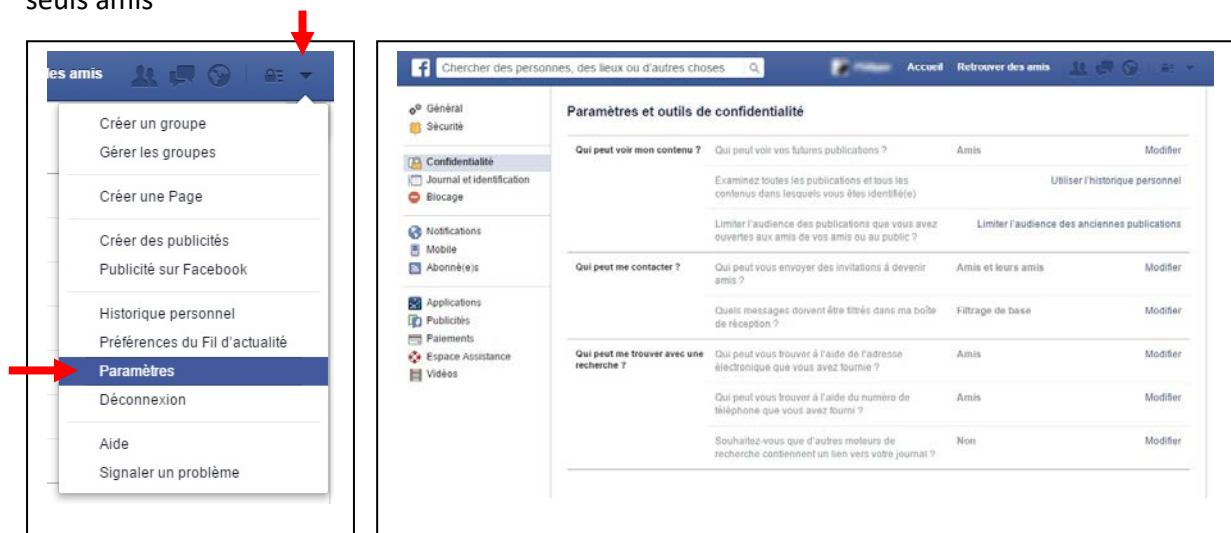 seuls amis
les amis
Créer un groupe
Gérer les groupes
Créer une Page
Créer des publicités
Publicité sur Facebook
Historique personnel
Préférences du Fil d'actualité
Paramètres
Déconnexion
Aide
Signaler un problème
Chercher des personnes, des lieux ou d'autres choses
Accueil Retrouver des amis
Général
Sécurité
Confidentialité
Journal et identification
Blocage
Notifications
Mobile
Abonné(e)s
Applications
Publicités
Paiements
Espace Assistance
Vidéos
Paramètres et outils de confidentialité
Qui peut voir mon contenu ? Qui peut voir vos futures publications ? Amis Modifier
Examinez toutes les publications et tous les
contenus dans lesquels vous êtes identifié(e) Utiliser l'historique personnel
Limiter l'audience des publications que vous avez
ouvertes aux amis de vos amis ou au public ? Limiter l'audience des anciennes publications
Qui peut me contacter ? Qui peut vous envoyer des invitations à devenir
amis ? Amis et leurs amis Modifier
Quels messages doivent être filtrés dans ma boîte
de réception ? Filtrage de base Modifier
Qui peut me trouver avec une
recherche ? Qui peut vous trouver à l'aide de l'adresse
électronique que vous avez fournie ? Amis Modifier
Qui peut vous trouver à l'aide du numéro de
téléphone que vous avez fourni ? Amis Modifier
Souhaitez-vous que d'autres moteurs de
recherche contiennent un lien vers votre journal ? Non Modifier